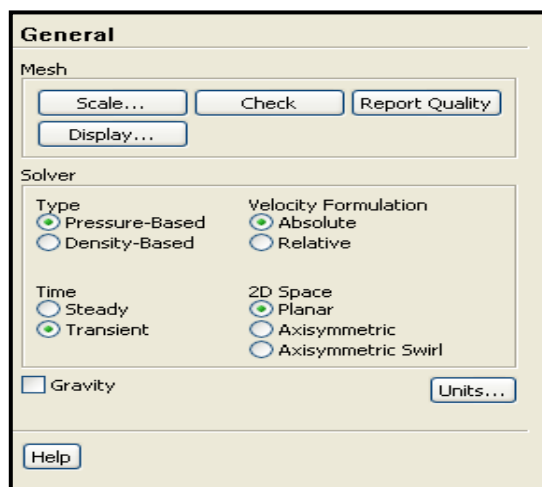 General
Mesh
Scale... Check Report Quality
Display...
Solver
Type Velocity Formulation
Pressure-Based Absolute
Density-Based Relative
Time 2D Space
Steady Planar
Transient Axisymmetric
Axisymmetric Swirl
Gravity Units...
Help